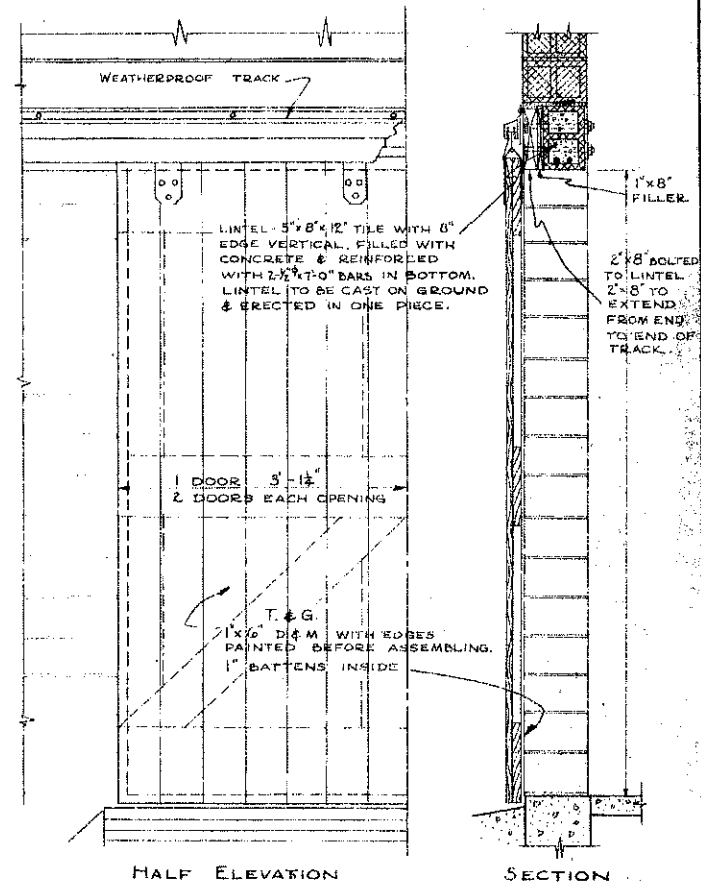 WEATHERPROOF TRACK
LINTEL - 5"x8"x12" TILE WITH 8"
EDGE VERTICAL. FILLED WITH
CONCRETE & REINFORCED
WITH 2-½"⌀x7'-0" BARS IN BOTTOM.
LINTEL TO BE CAST ON GROUND
& ERECTED IN ONE PIECE.
1"x8"
FILLER
2"x8" BOLTED
TO LINTEL
2"x8" TO
EXTEND
FROM END
TO END OF
TRACK.
1 DOOR 3'-1¼"
2 DOORS EACH OPENING
T. & G.
1"x6" D & M WITH EDGES
PAINTED BEFORE ASSEMBLING.
1" BATTENS INSIDE
HALF ELEVATION
SECTION